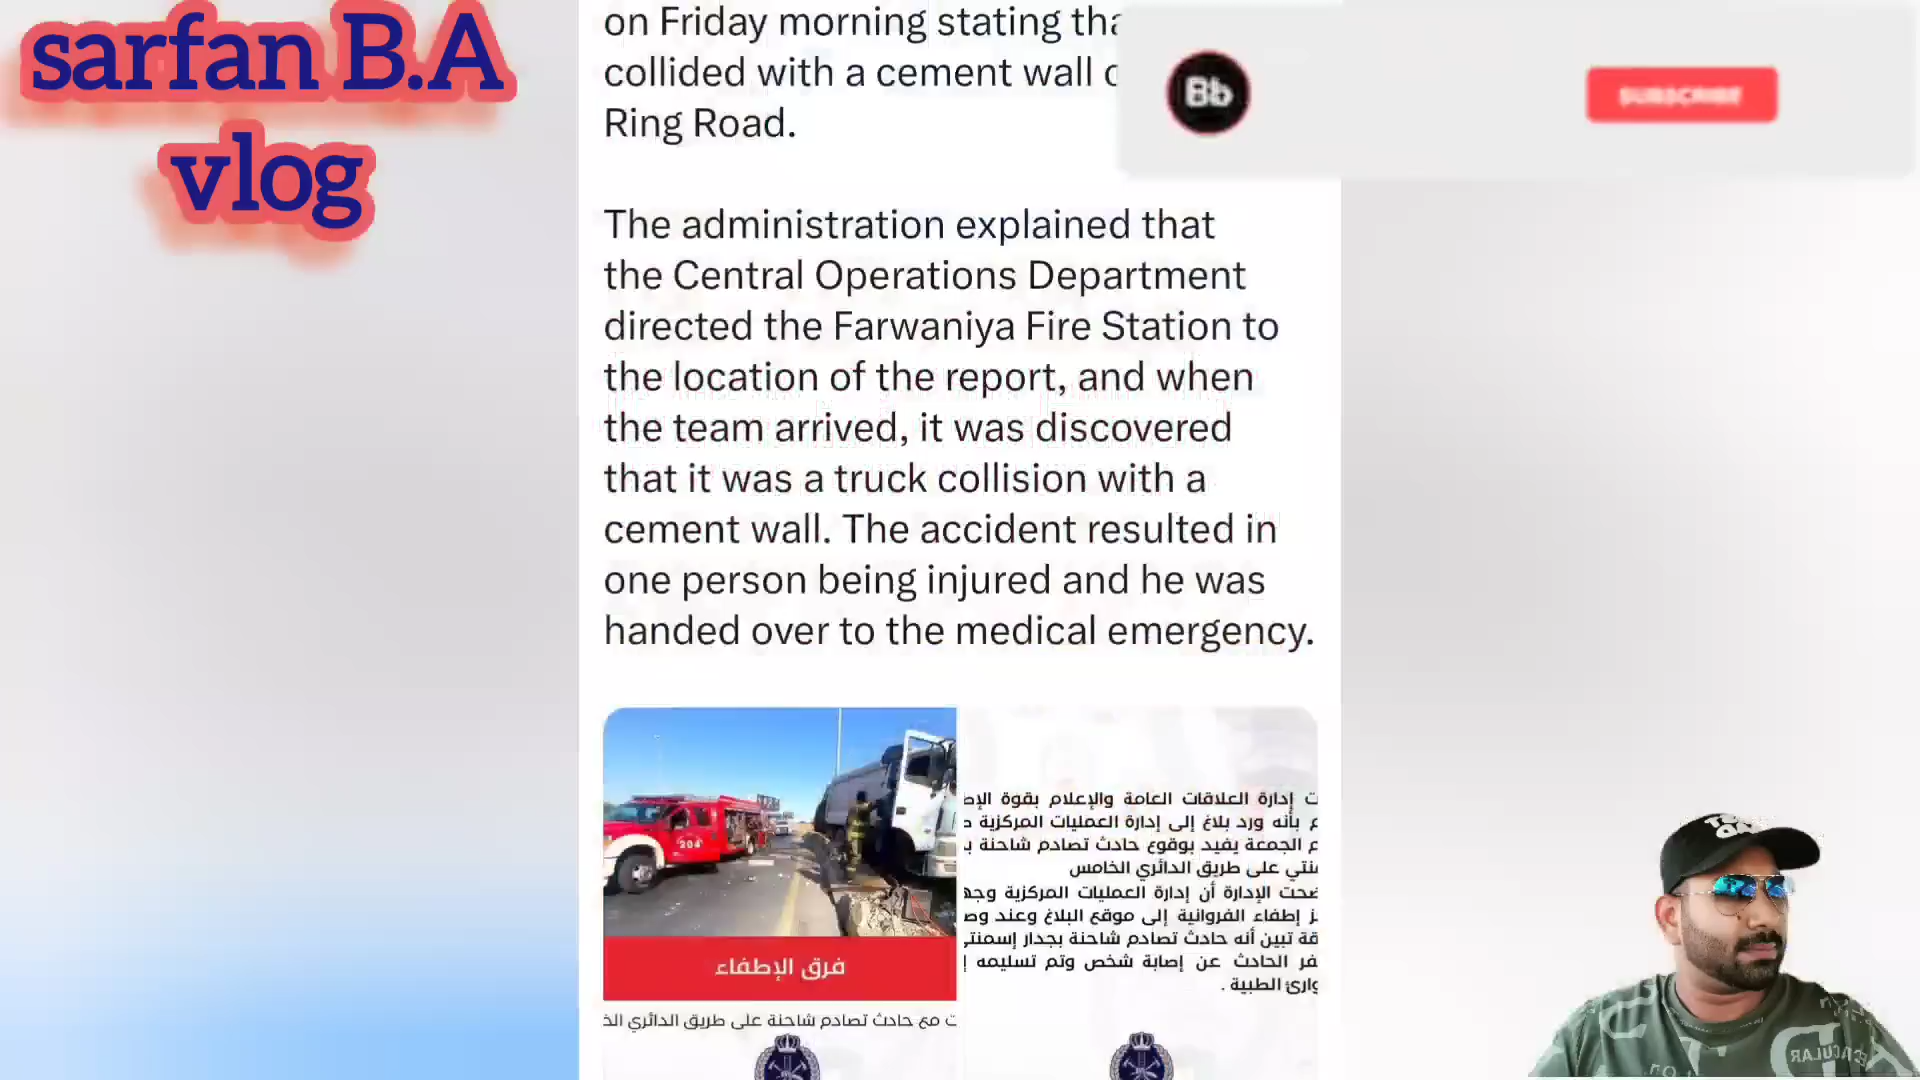 sarfan B.A
vlog
on Friday morning stating
collided with a cement wall
Ring Road.
Bb
SUBSCRIBE
The administration explained that
the Central Operations Department
directed the Farwaniya Fire Station to
the location of the report, and when
the team arrived, it was discovered
that it was a truck collision with a
cement wall. The accident resulted in
one person being injured and he was
handed over to the medical emergency.
204
فرق الإطفاء
مع حادث تصادم شاحنة على طريق الدائري
إدارة العلاقات العامة والإعلام بقوة
بأنه ورد بلاغ إلى إدارة العمليات المركزية
الجمعة يفيد بوقوع حادث تصادم شاحنة
على طريق الدائري الخامس
الإدارة أن إدارة العمليات المركزية
إطفاء الفروانية إلى موقع البلاغ وعند
تبين أنه حادث تصادم شاحنة بجدار
الحادث عن إصابة شخص وتم تسليمه
الطبية .